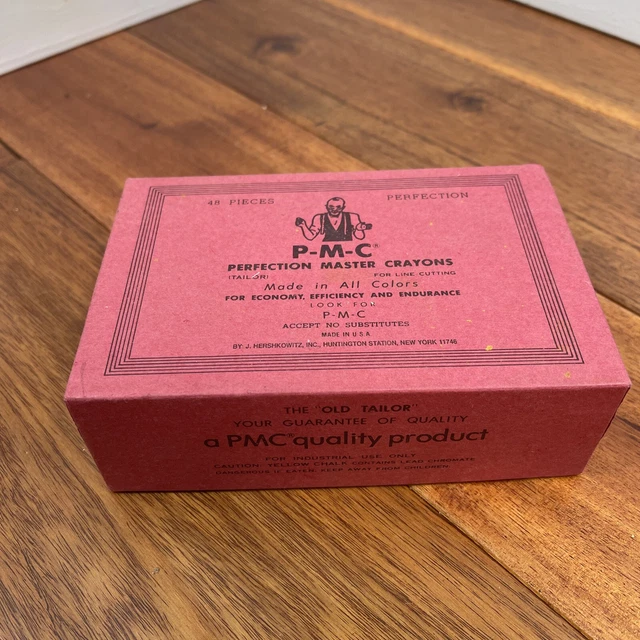 48 PIECES PERFECTION
P-M-C®
PERFECTION MASTER CRAYONS
(TAILOR) FOR LINE-CUTTING
Made in All Colors
FOR ECONOMY, EFFICIENCY AND ENDURANCE
LOOK FOR
P-M-C
ACCEPT NO SUBSTITUTES
MADE IN U.S.A
BY: J. HERSHKOWITZ, INC., HUNTINGTON STATION, NEW YORK 11746
THE "OLD TAILOR"
YOUR GUARANTEE OF QUALITY
a PMC® quality product
FOR INDUSTRIAL USE ONLY
CAUTION: YELLOW CHALK CONTAINS LEAD CHROMATE
DANGEROUS IF EATEN. KEEP AWAY FROM CHILDREN